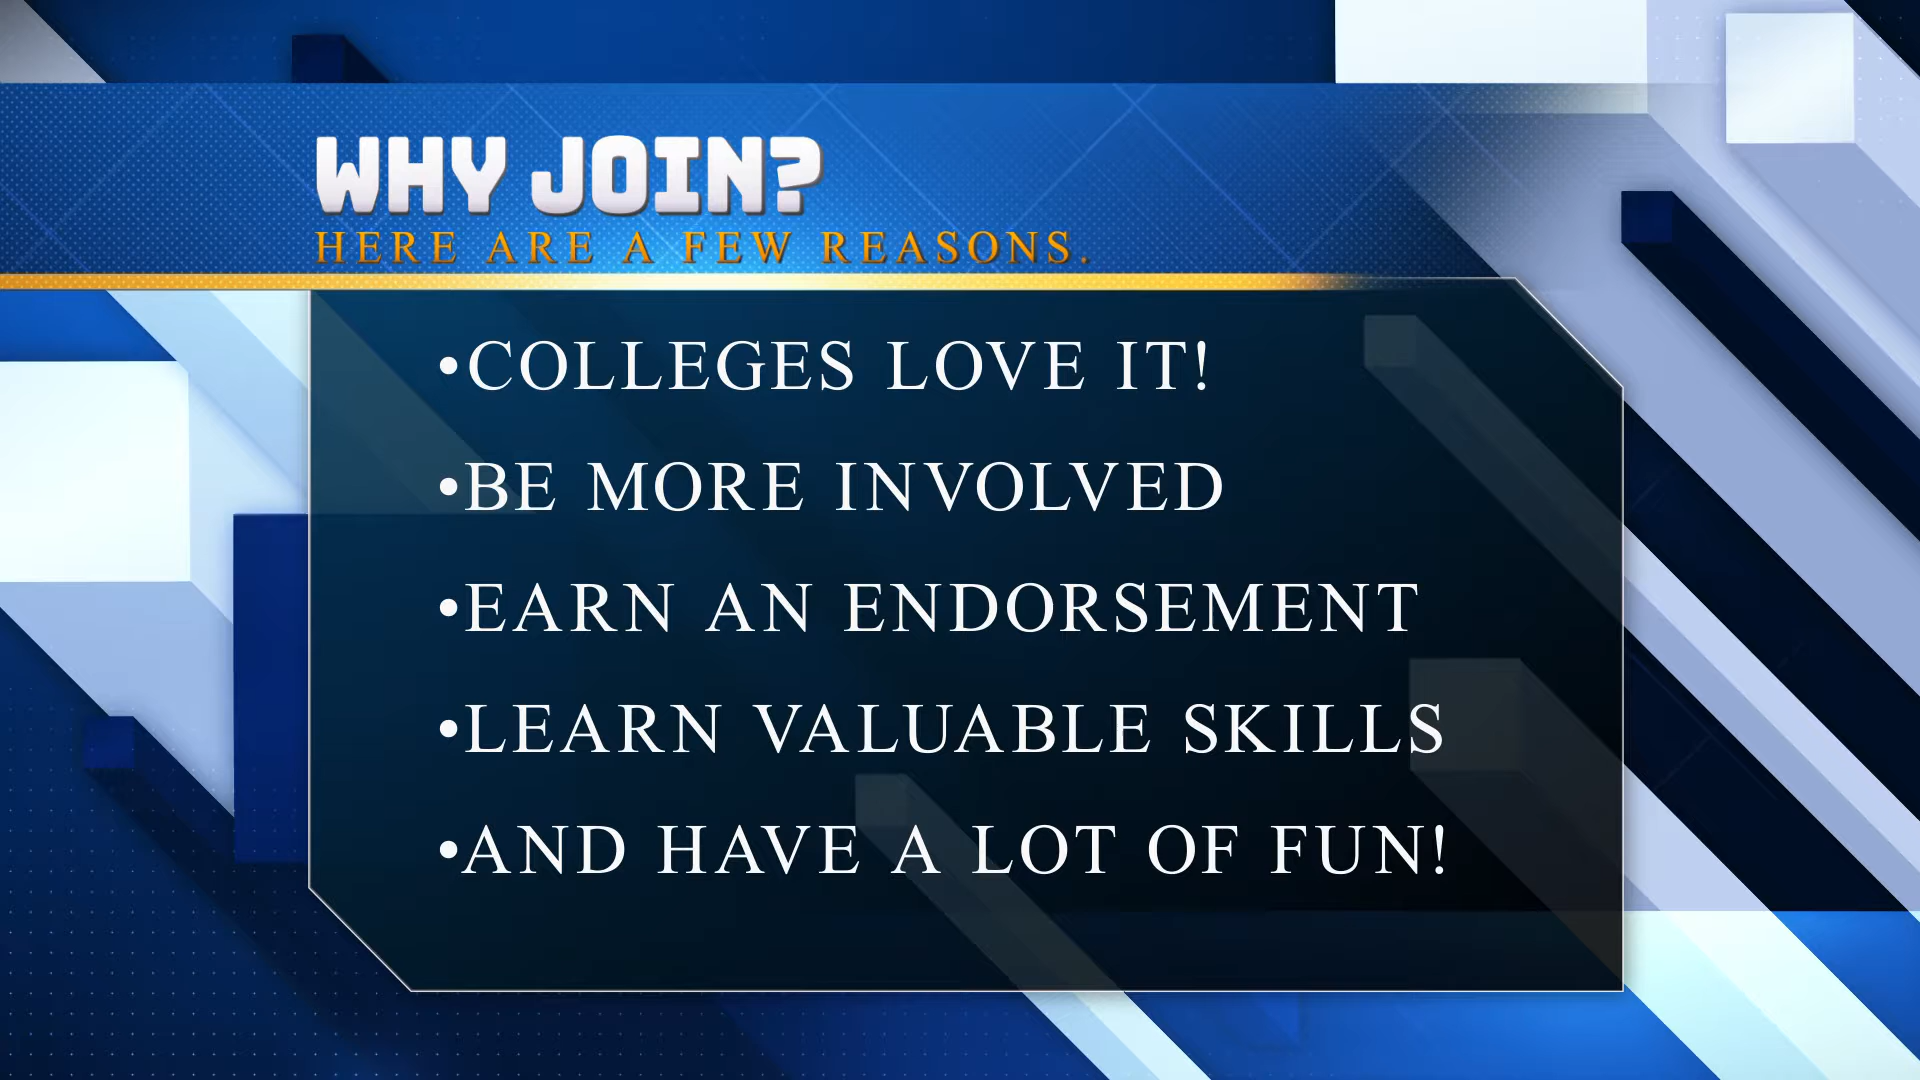 WHY JOIN?
HERE ARE A FEW REASONS.
•COLLEGES LOVE IT!
•BE MORE INVOLVED
•EARN AN ENDORSEMENT
•LEARN VALUABLE SKILLS
•AND HAVE A LOT OF FUN!